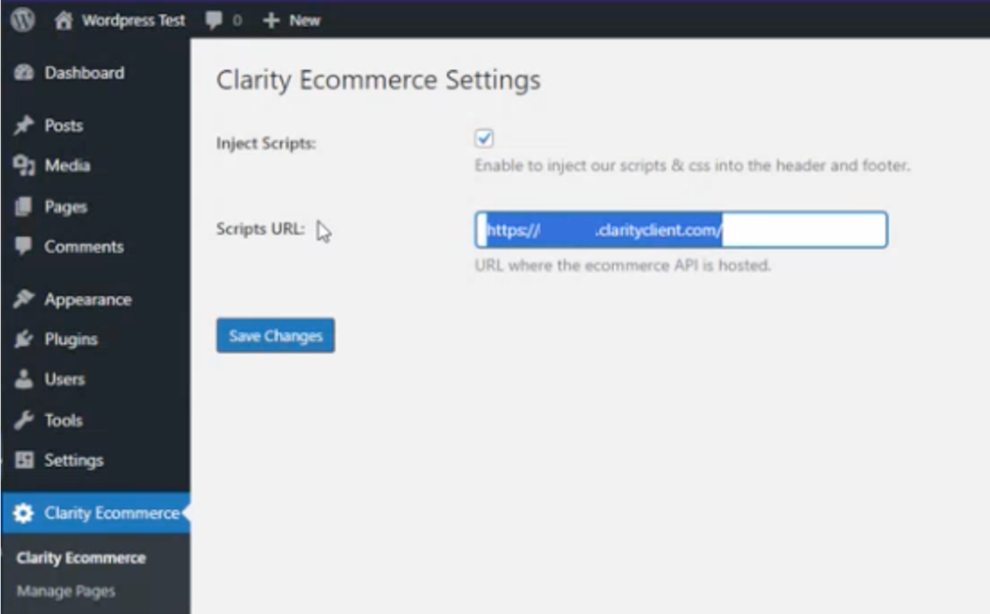 Wordpress Test 0 New
Dashboard
Posts
Media
Pages
Comments
Appearance
Plugins
Users
Tools
Settings
Clarity Ecommerce
Clarity Ecommerce
Manage Pages
Clarity Ecommerce Settings
Inject Scripts:
Enable to inject our scripts & css into the header and footer.
Scripts URL:
https:// .clarityclient.com/
URL where the ecommerce API is hosted.
Save Changes